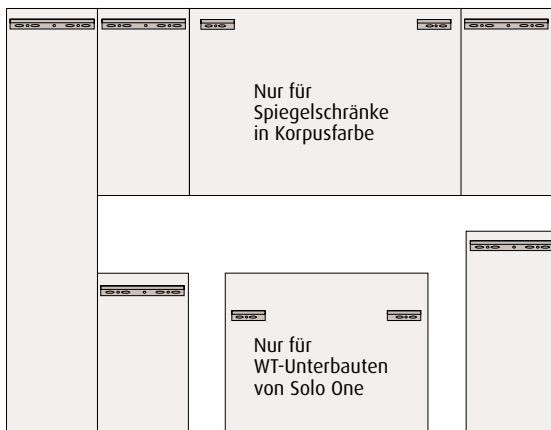 Nur für
Spiegelschränke
in Korpusfarbe
Nur für
WT-Unterbauten
von Solo One